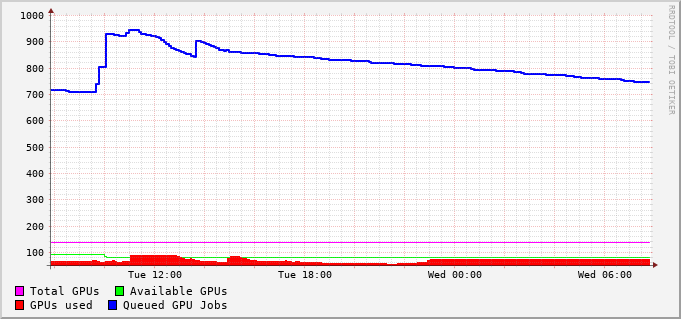 1000
900
800
700
600
500
400
300
200
100
Tue 12:00 Tue 18:00 Wed 00:00 Wed 06:00
Total GPUs Available GPUs
GPUs used Queued GPU Jobs
RRDTOOL / TOBI OETIKER